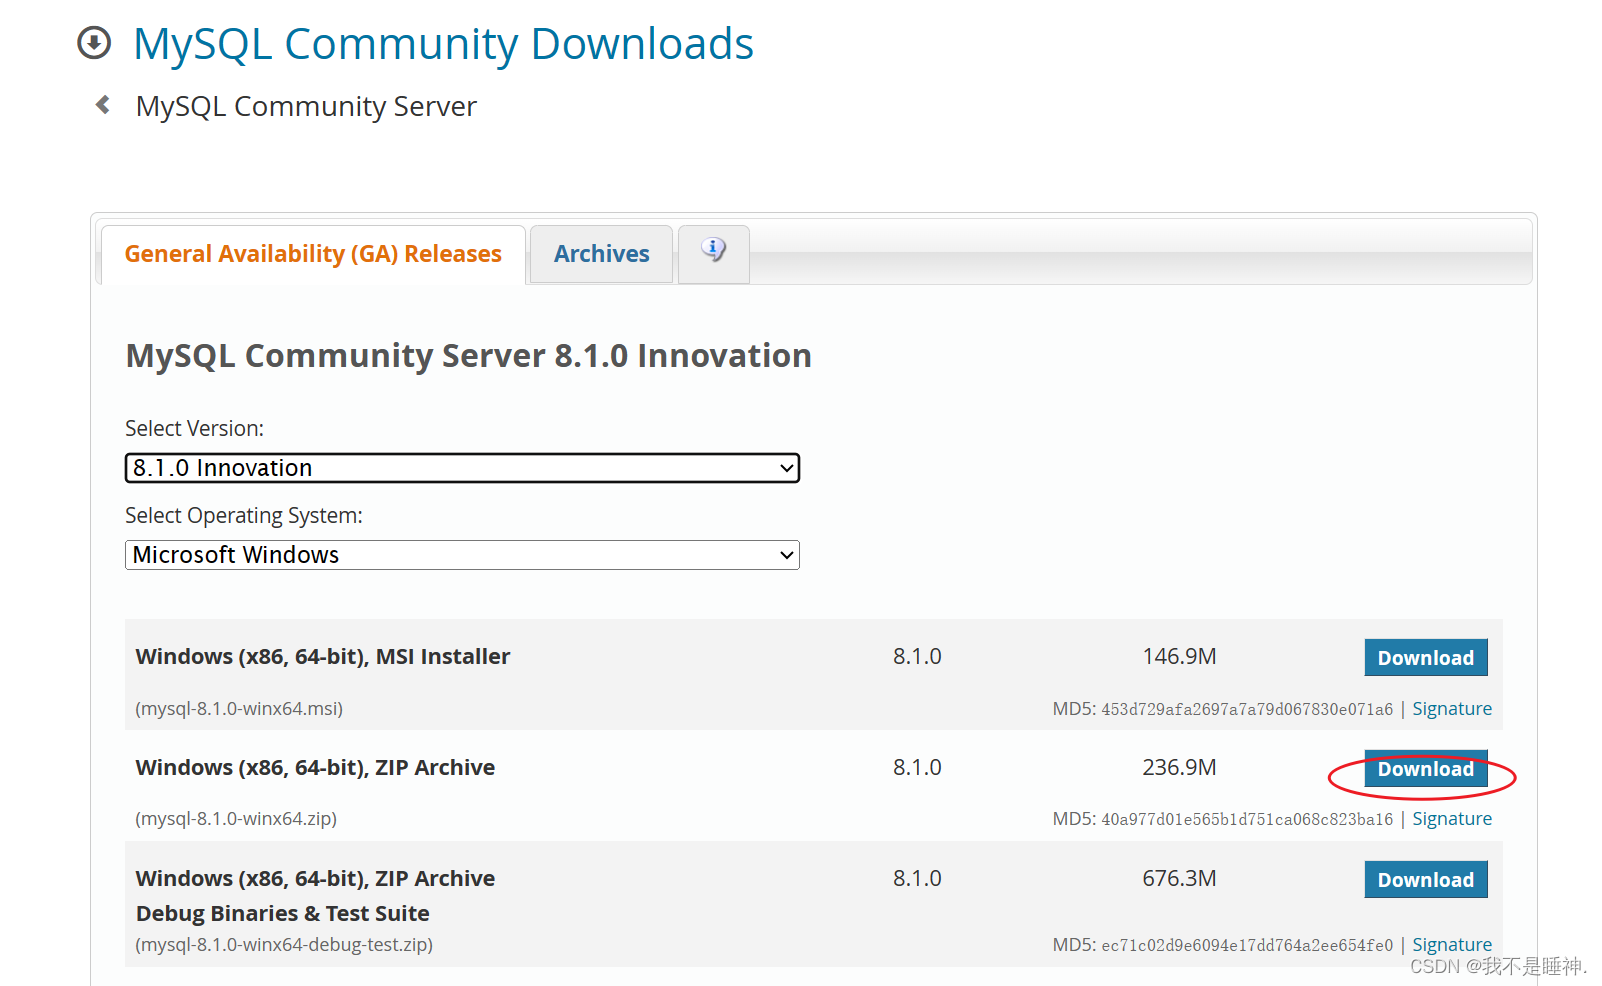 MySQL Community Downloads
MySQL Community Server
General Availability (GA) Releases Archives
MySQL Community Server 8.1.0 Innovation
Select Version:
8.1.0 Innovation
Select Operating System:
Microsoft Windows
Windows (x86, 64-bit), MSI Installer 8.1.0 146.9M Download
(mysql-8.1.0-winx64.msi) MD5: 453d729afa2697a7a79d067830e071a6 | Signature
Windows (x86, 64-bit), ZIP Archive 8.1.0 236.9M Download
(mysql-8.1.0-winx64.zip) MD5: 40a977d01e565b1d751ca068c823ba16 | Signature
Windows (x86, 64-bit), ZIP Archive 8.1.0 676.3M Download
Debug Binaries & Test Suite
(mysql-8.1.0-winx64-debug-test.zip) MD5: ec71c02d9e6094e17dd764a2ee654fe0 | Signature
CSDN @我不是睡神.